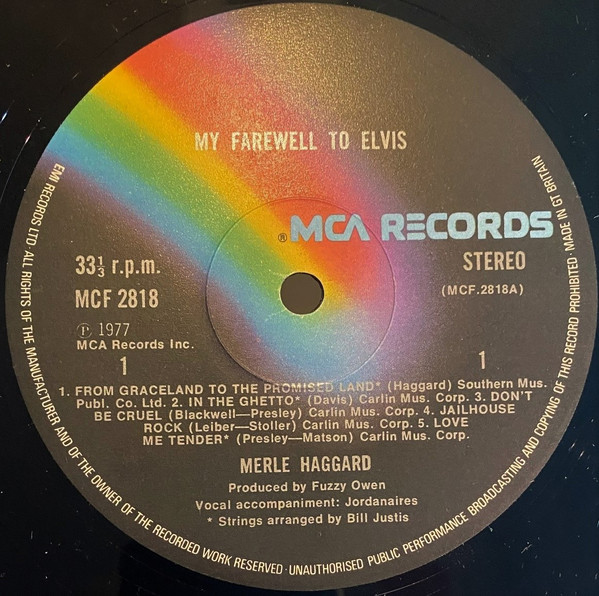 MY FAREWELL TO ELVIS
® MCA RECORDS
33⅓ r.p.m.
STEREO
MCF 2818
(MCF.2818A)
Ⓟ 1977
MCA Records Inc.
1
1
1. FROM GRACELAND TO THE PROMISED LAND* (Haggard) Southern Mus.
Publ. Co. Ltd. 2. IN THE GHETTO* (Davis) Carlin Mus. Corp. 3. DON'T
BE CRUEL (Blackwell—Presley) Carlin Mus. Corp. 4. JAILHOUSE
ROCK (Leiber—Stoller) Carlin Mus. Corp. 5. LOVE
ME TENDER* (Presley—Matson) Carlin Mus. Corp.
MERLE HAGGARD
Produced by Fuzzy Owen
Vocal accompaniment: Jordanaires
* Strings arranged by Bill Justis
EMI RECORDS LTD. ALL RIGHTS OF THE MANUFACTURER AND OF THE OWNER OF THE RECORDED WORK RESERVED · UNAUTHORISED PUBLIC PERFORMANCE BROADCASTING AND COPYING OF THIS RECORD PROHIBITED · MADE IN GT BRITAIN